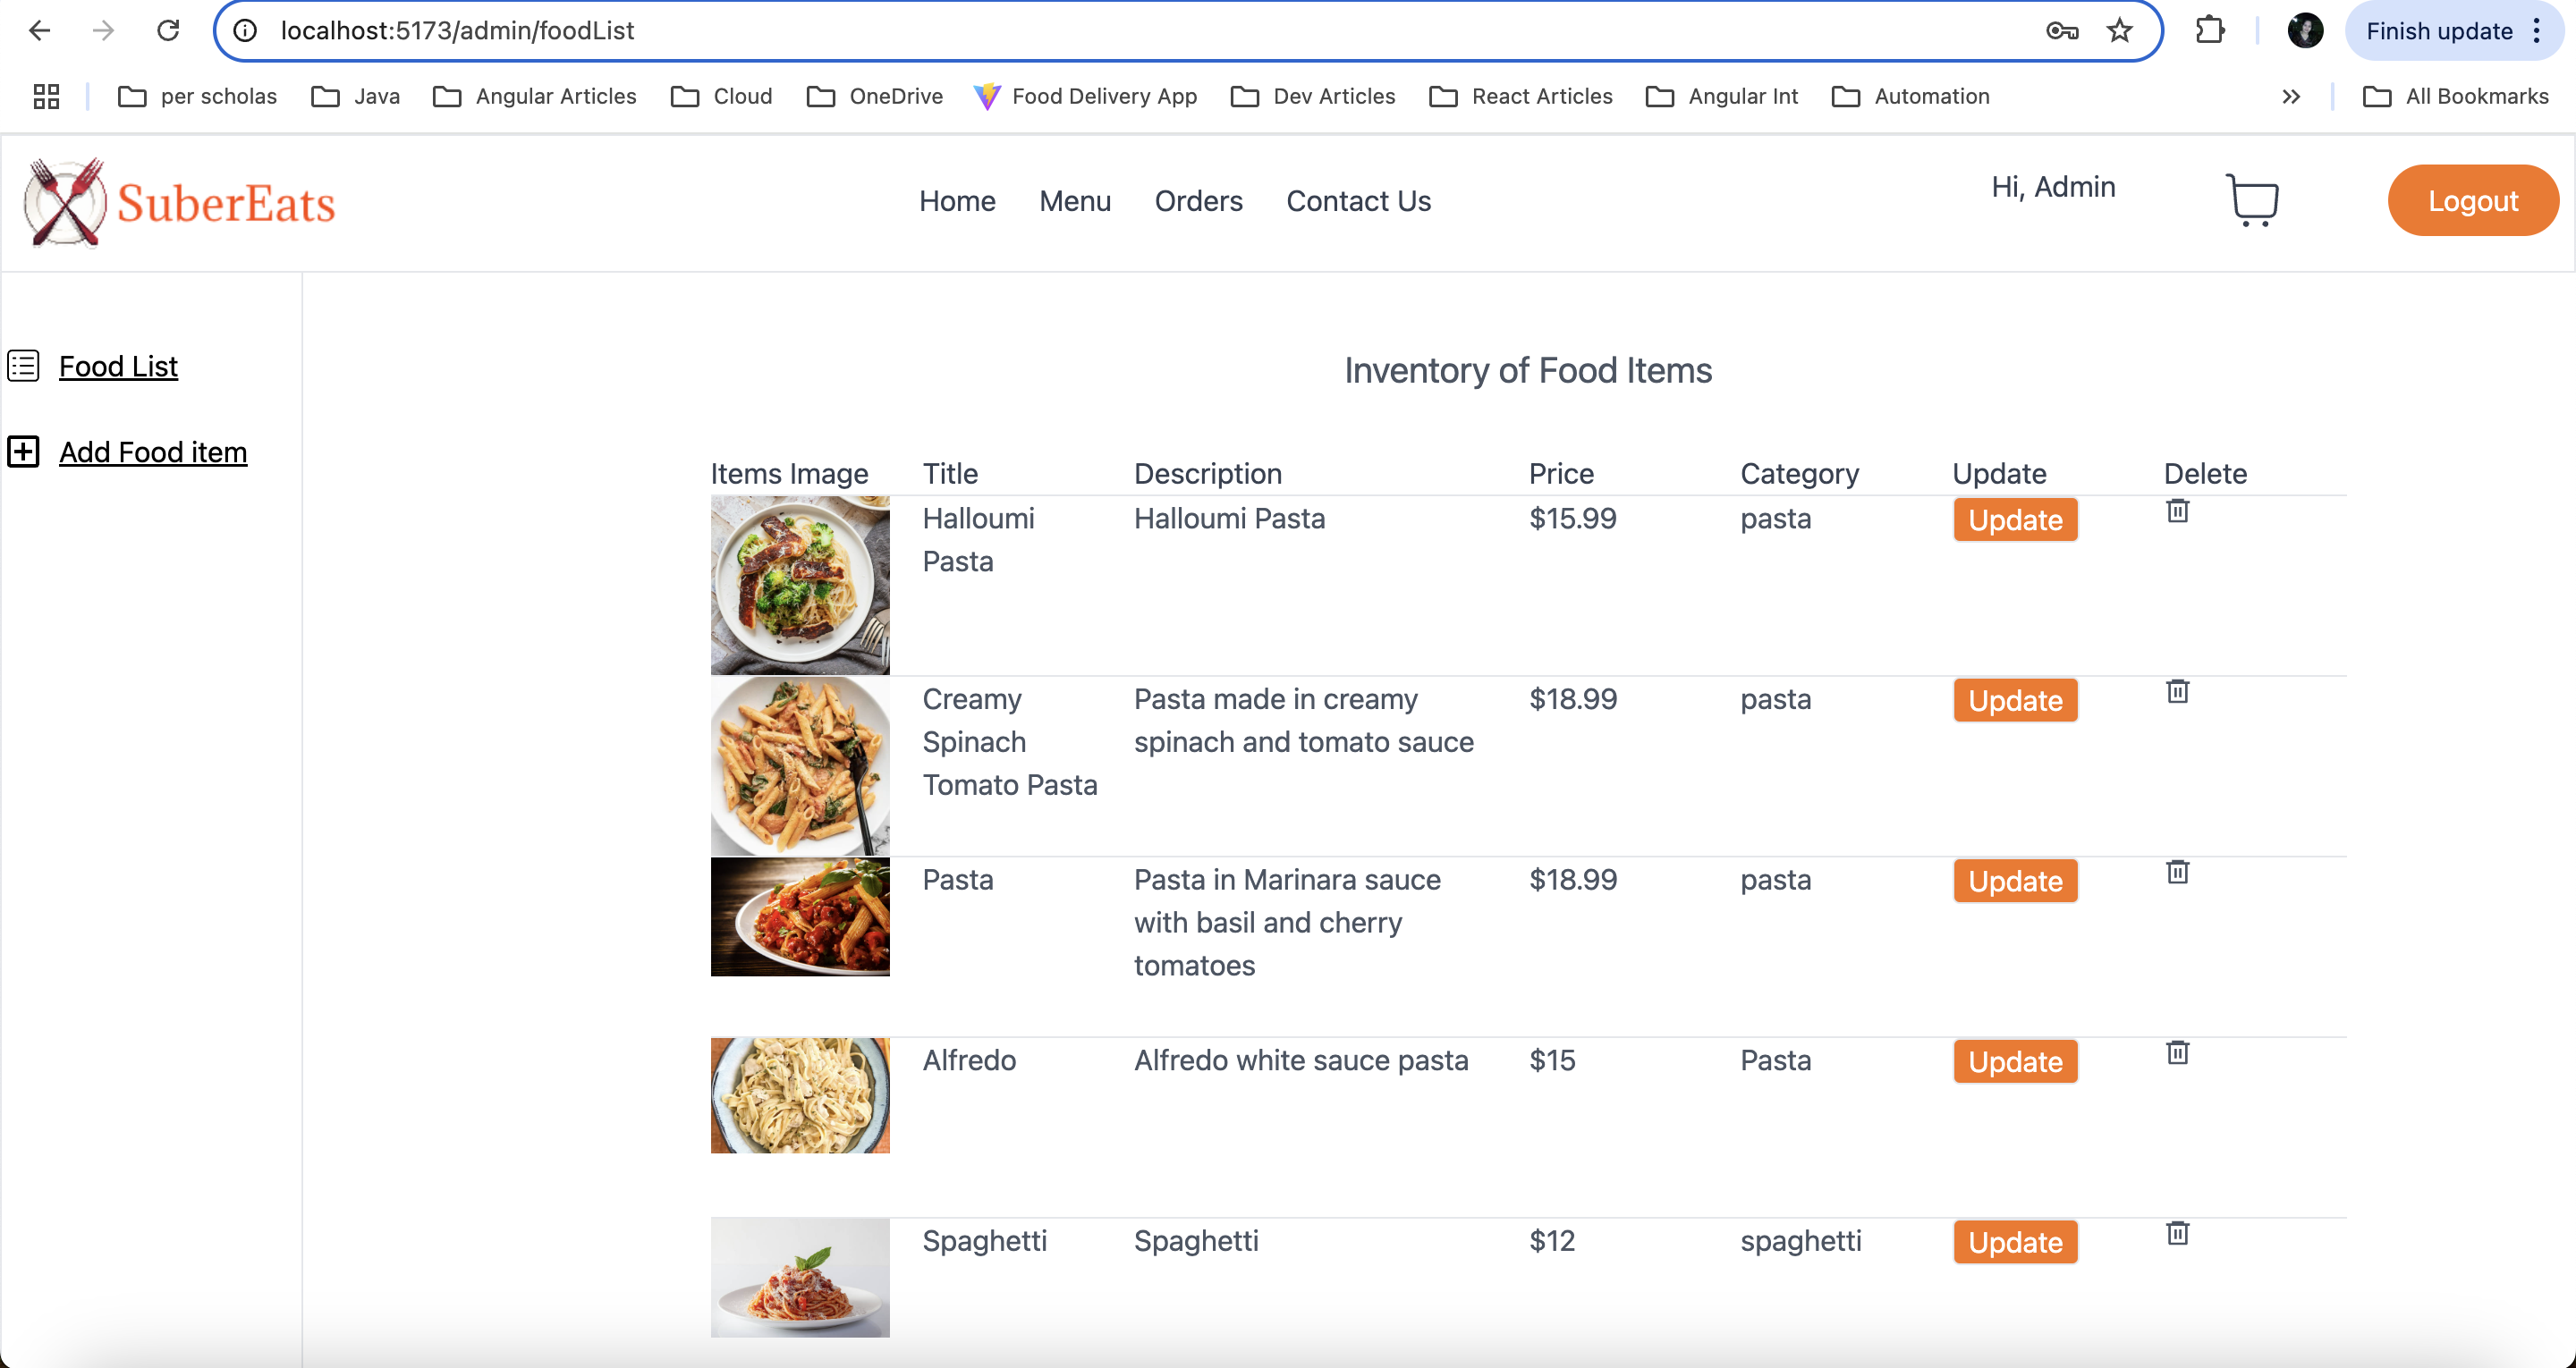 localhost:5173/admin/foodList
Finish update
per scholas Java Angular Articles Cloud OneDrive Food Delivery App Dev Articles React Articles Angular Int Automation All Bookmarks
SuberEats Home Menu Orders Contact Us Hi, Admin Logout
Food List
Add Food item
Inventory of Food Items
Items Image Title Description Price Category Update Delete
Halloumi Halloumi Pasta $15.99 pasta Update
Pasta
Creamy Pasta made in creamy $18.99 pasta Update
Spinach spinach and tomato sauce
Tomato Pasta
Pasta Pasta in Marinara sauce $18.99 pasta Update
with basil and cherry
tomatoes
Alfredo Alfredo white sauce pasta $15 Pasta Update
Spaghetti Spaghetti $12 spaghetti Update